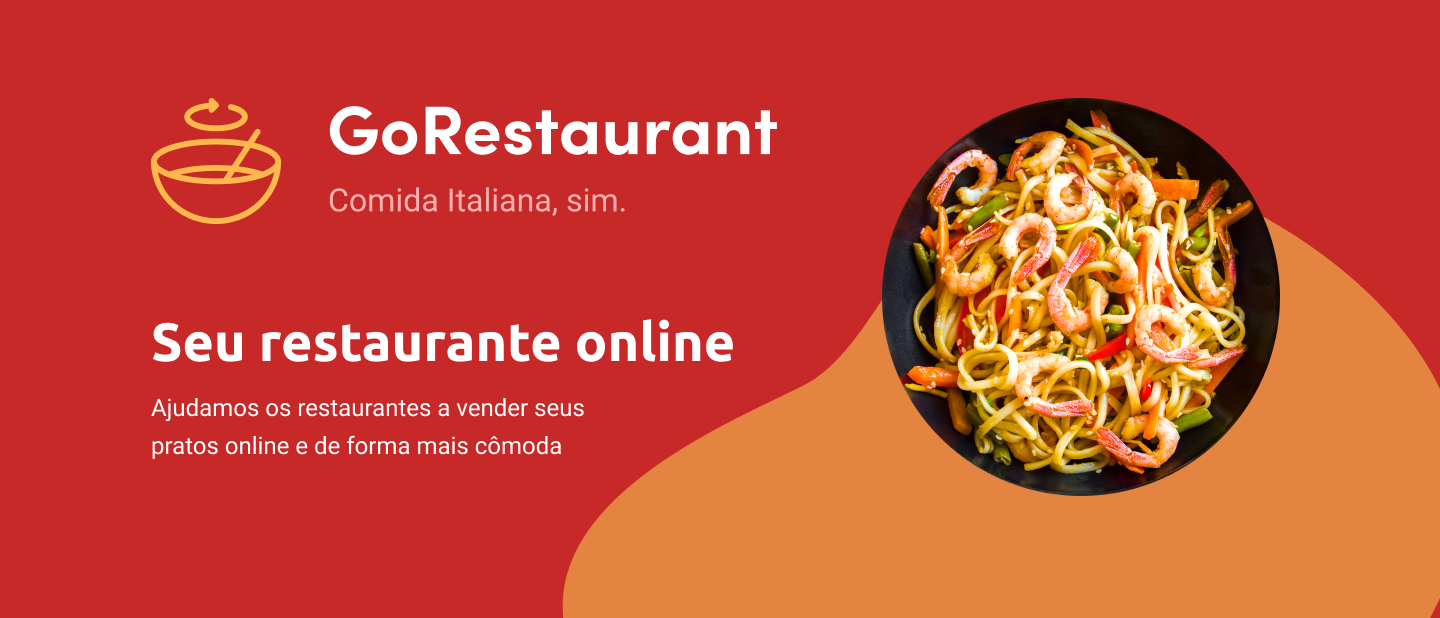 GoRestaurant
Comida Italiana, sim.
Seu restaurante online
Ajudamos os restaurantes a vender seus
pratos online e de forma mais cômoda